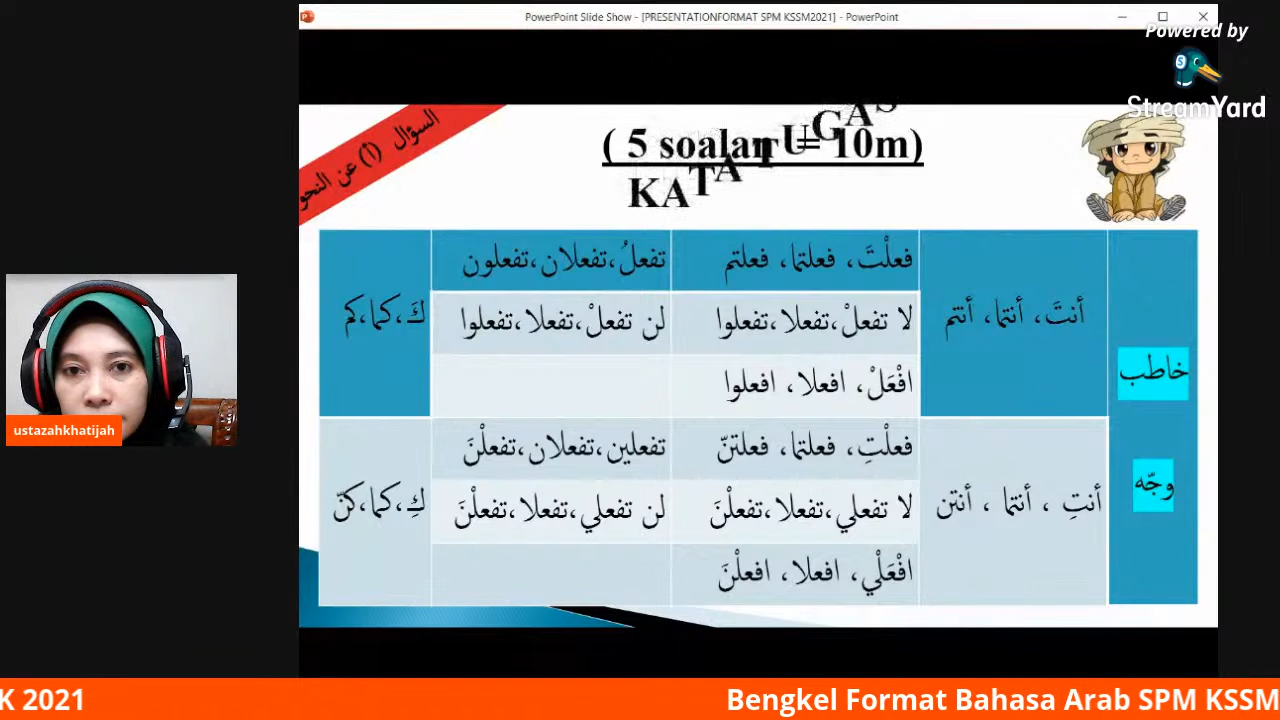 PowerPoint Slide Show - [PRESENTATIONFORMAT SPM KSSM2021] - PowerPoint
Powered by
StreamYard
السؤال (أ) عن النحو
( 5 soalan = 10m)
KATA TUGAS
خاطب
وجّه
أنتَ، أنتما، أنتم
فعلْتَ، فعلتما، فعلتم
تفعلُ،تفعلان،تفعلون
كَ،كما،كم
لا تفعلْ،تفعلا،تفعلوا
لن تفعلْ،تفعلا،تفعلوا
افْعَلْ، افعلا، افعلوا
أنتِ ، أنتما ، أنتن
فعلْتِ، فعلتما، فعلتنّ
تفعلين،تفعلان،تفعلْنَ
كِ،كما،كنّ
لا تفعلي،تفعلا،تفعلْنَ
لن تفعلي،تفعلا،تفعلْنَ
افْعَلْي، افعلا، افعلْنَ
ustazahkhatijah
K 2021
Bengkel Format Bahasa Arab SPM KSSM